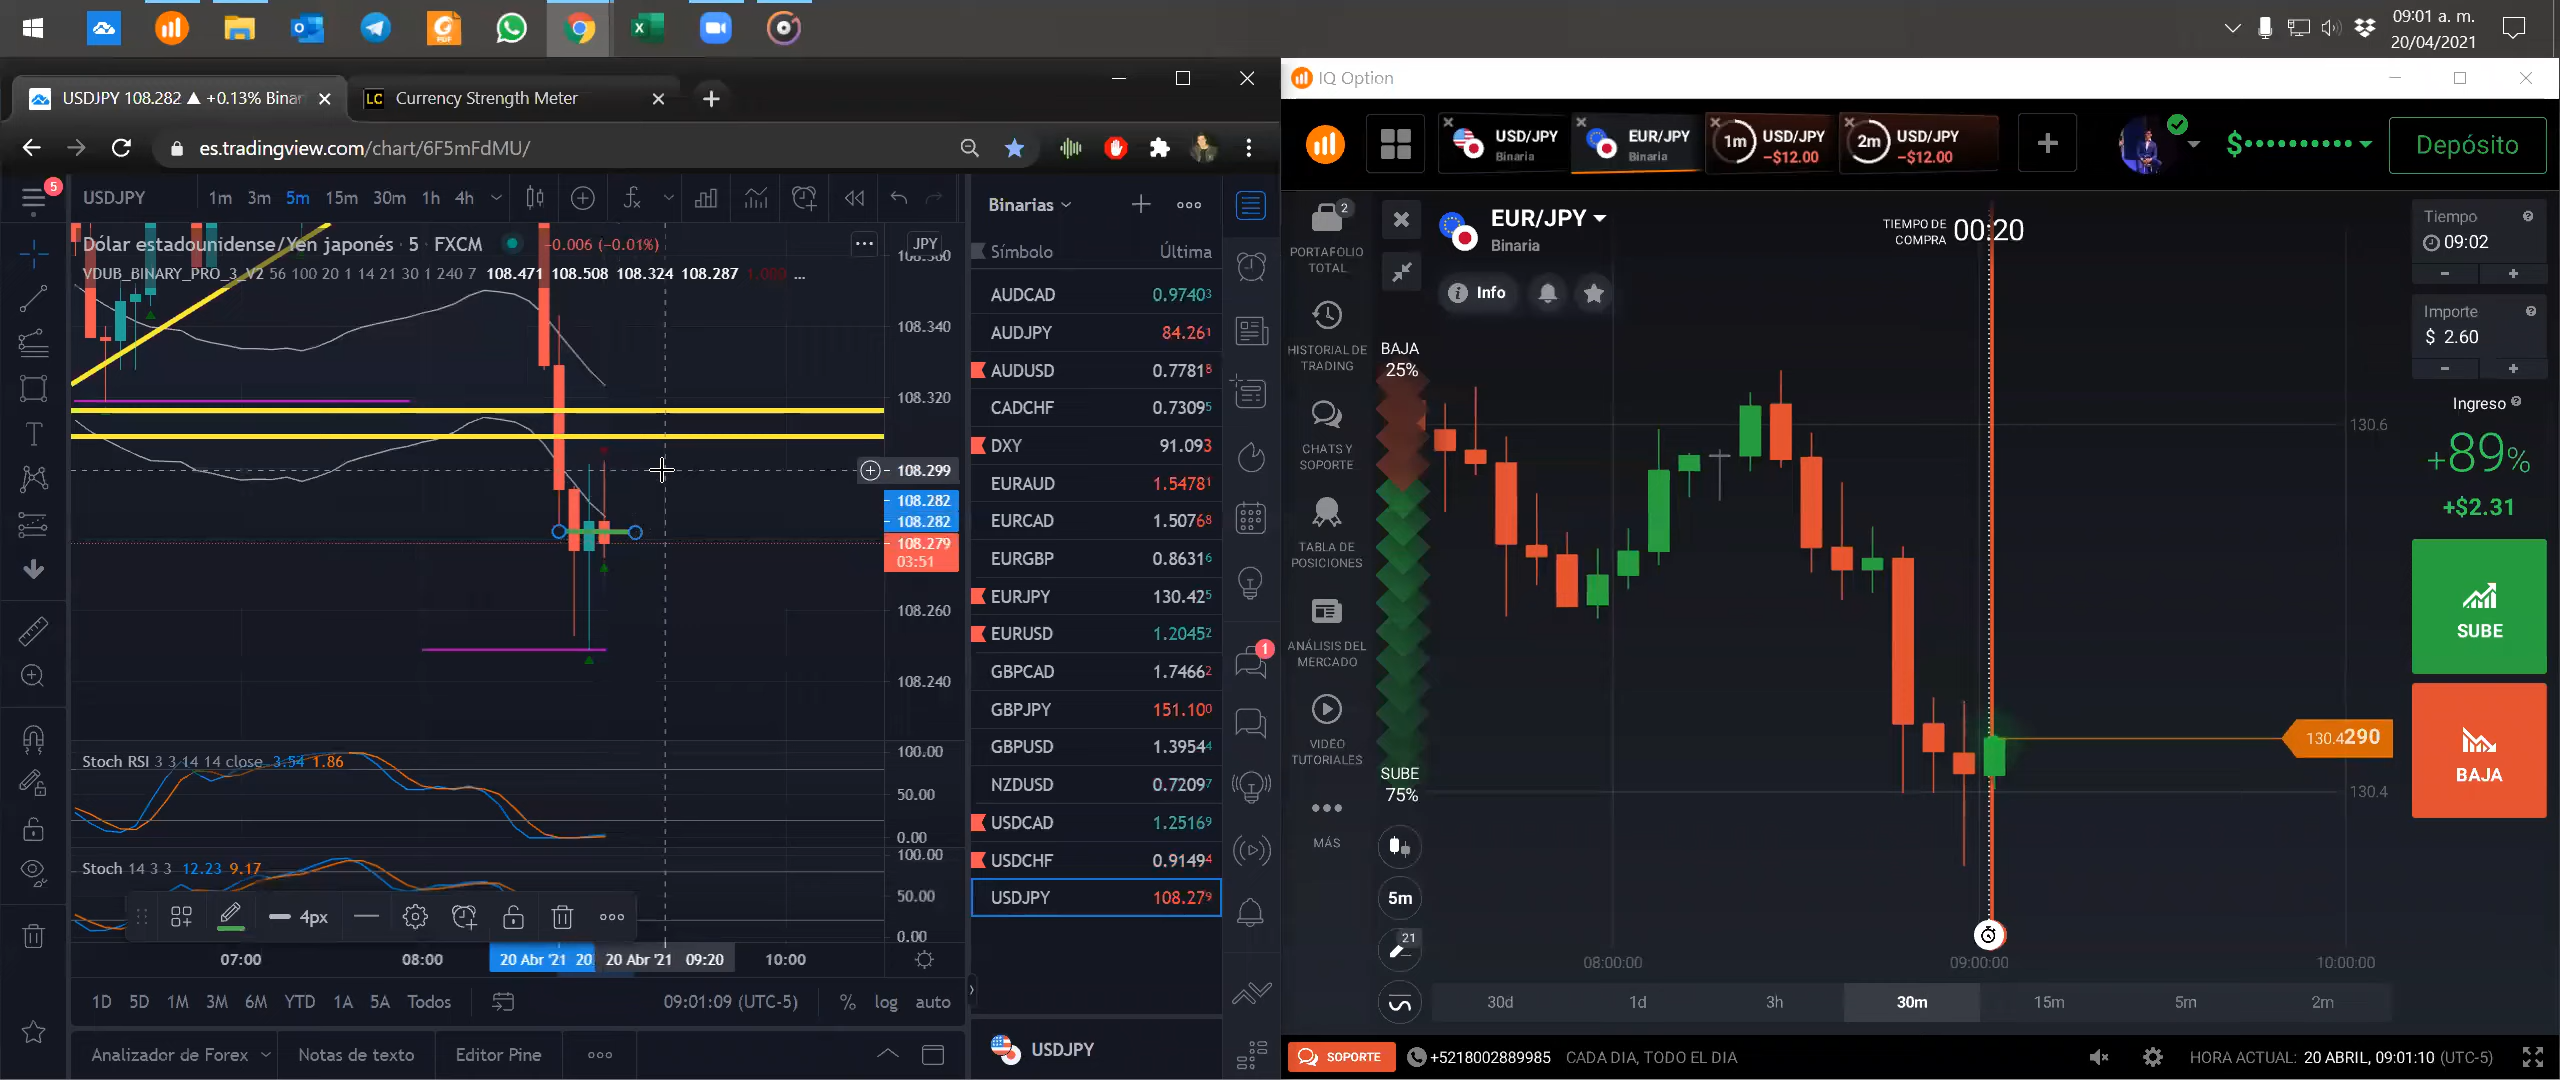 09:01 a. m.
20/04/2021
USDJPY 108.282 ▲ +0.13% Binar
Currency Strength Meter
es.tradingview.com/chart/6F5mFdMU/
5
USDJPY 1m 3m 5m 15m 30m 1h 4h
Dólar estadounidense/Yen japonés · 5 · FXCM −0.006 (−0.01%)
VDUB_BINARY_PRO_3_V2 56 100 20 1 14 21 30 1 240 7 108.471 108.508 108.324 108.287 1.000 ...
JPY
108.360
108.340
108.320
108.299
108.282
108.282
108.279
03:51
108.260
108.240
Stoch RSI 3 3 14 14 close 3.54 1.86
100.00
50.00
0.00
Stoch 14 3 3 12.23 9.17
100.00
50.00
0.00
4px
07:00 08:00 20 Abr '21 20 20 Abr '21 09:20 10:00
1D 5D 1M 3M 6M YTD 1A 5A Todos 09:01:09 (UTC-5) % log auto
Analizador de Forex Notas de texto Editor Pine
Binarias
Símbolo Última
AUDCAD 0.97403
AUDJPY 84.261
AUDUSD 0.77818
CADCHF 0.73095
DXY 91.093
EURAUD 1.54781
EURCAD 1.50768
EURGBP 0.86316
EURJPY 130.425
EURUSD 1.20452
GBPCAD 1.74662
GBPJPY 151.100
GBPUSD 1.39544
NZDUSD 0.72097
USDCAD 1.25169
USDCHF 0.91494
USDJPY 108.279
USDJPY
1
IQ Option
USD/JPY
Binaria
EUR/JPY
Binaria
1m USD/JPY
−$12.00
2m USD/JPY
−$12.00
$
Depósito
2
PORTAFOLIO TOTAL
HISTORIAL DE TRADING
CHATS Y SOPORTE
TABLA DE POSICIONES
ANÁLISIS DEL MERCADO
VIDEO TUTORIALES
MÁS
EUR/JPY
Binaria
Info
TIEMPO DE COMPRA 00:20
BAJA
25%
SUBE
75%
5m
21
130.6
130.4290
130.4
08:00:00 09:00:00 10:00:00
30d 1d 3h 30m 15m 5m 2m
Tiempo
09:02
- +
Importe
$ 2.60
- +
Ingreso
+89%
+$2.31
SUBE
BAJA
SOPORTE +5218002889985 CADA DIA, TODO EL DIA
HORA ACTUAL: 20 ABRIL, 09:01:10 (UTC-5)